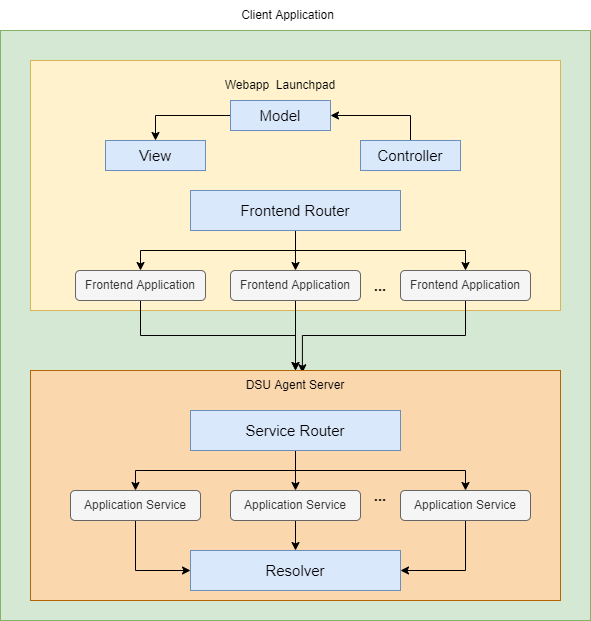 Client Application
Webapp Launchpad
Model
View
Controller
Frontend Router
Frontend Application
Frontend Application
...
Frontend Application
DSU Agent Server
Service Router
Application Service
Application Service
...
Application Service
Resolver